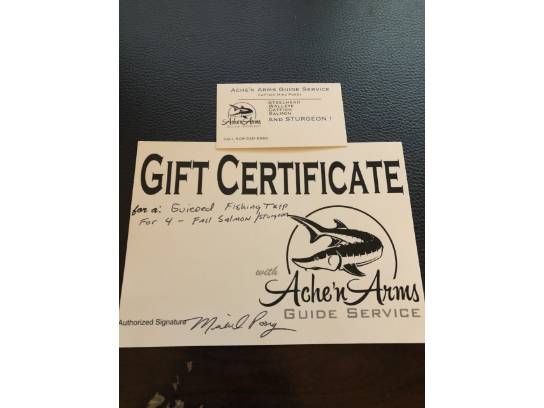 Ache'n Arms Guide Service
Steelhead
Walleye
Catfish
Salmon
And STURGEON !
Ache'n Arms
GIFT CERTIFICATE
for a: Guieded Fishing Trip
For 4 - Fall Salmon /Sturgeon
with
Ache'n Arms
Guide Service
Authorized Signature